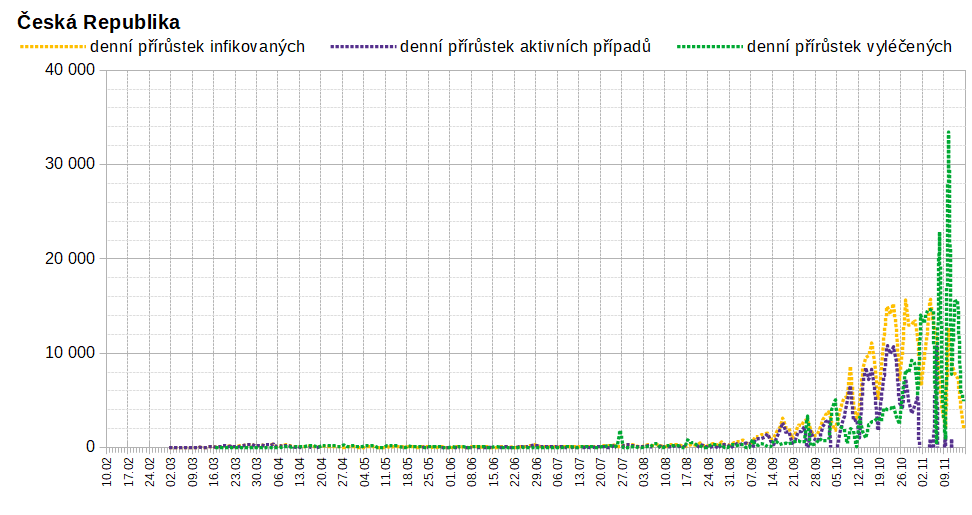 Česká Republika
denní přírůstek infikovaných denní přírůstek aktivních případů denní přírůstek vyléčených
40 000
30 000
20 000
10 000
0
10.02 17.02 24.02 02.03 09.03 16.03 23.03 30.03 06.04 13.04 20.04 27.04 04.05 11.05 18.05 25.05 01.06 08.06 15.06 22.06 29.06 06.07 13.07 20.07 27.07 03.08 10.08 17.08 24.08 31.08 07.09 14.09 21.09 28.09 05.10 12.10 19.10 26.10 02.11 09.11